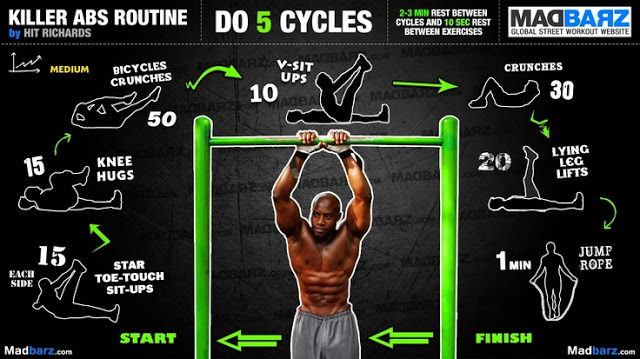 KILLER ABS ROUTINE
by HIT RICHARDS
DO 5 CYCLES
2-3 MIN REST BETWEEN
CYCLES AND 10 SEC REST
BETWEEN EXERCISES
MADBARZ
GLOBAL STREET WORKOUT WEBSITE
MEDIUM
START
15
EACH
SIDE
STAR
TOE-TOUCH
SIT-UPS
15
KNEE
HUGS
BICYCLES
CRUNCHES
50
10
V-SIT
UPS
CRUNCHES
30
20
LYING
LEG
LIFTS
1 MIN
JUMP
ROPE
FINISH
Madbarz.com
Madbarz.com
MADBARZ.com